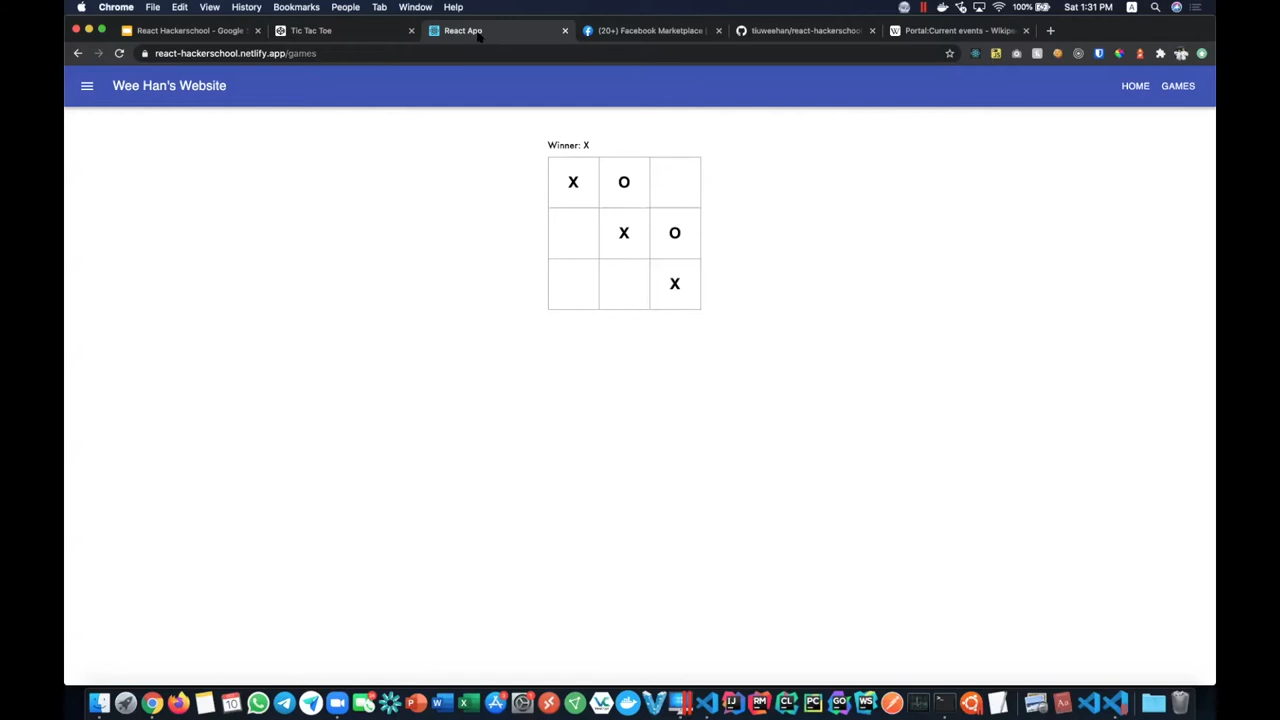 Chrome File Edit View History Bookmarks People Tab Window Help 100% A Sat 1:31 PM
React Hackerschool - Google S Tic Tac Toe React App (20+) Facebook Marketplace | tiuweehan/react-hackerschool Portal:Current events - Wikipe
react-hackerschool.netlify.app/games
Wee Han's Website HOME GAMES
Winner: X
X O
X O
X